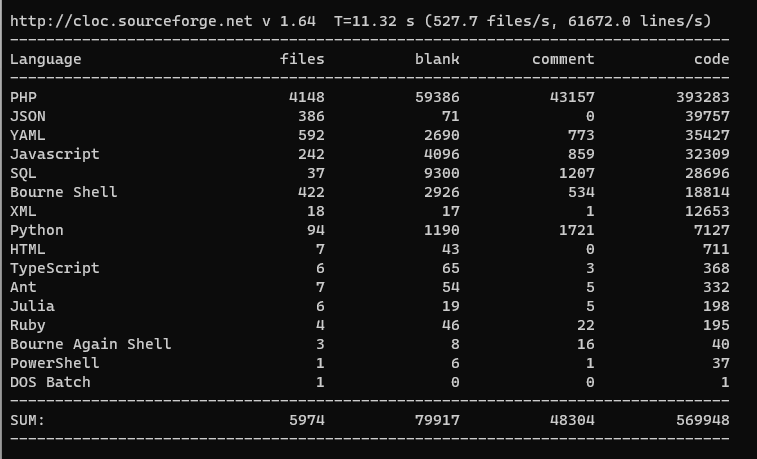 http://cloc.sourceforge.net v 1.64  T=11.32 s (527.7 files/s, 61672.0 lines/s)
-------------------------------------------------------------------------------
Language                     files          blank        comment           code
-------------------------------------------------------------------------------
PHP                           4148          59386          43157         393283
JSON                           386             71              0          39757
YAML                           592           2690            773          35427
Javascript                     242           4096            859          32309
SQL                             37           9300           1207          28696
Bourne Shell                   422           2926            534          18814
XML                             18             17              1          12653
Python                          94           1190           1721           7127
HTML                             7             43              0            711
TypeScript                       6             65              3            368
Ant                              7             54              5            332
Julia                            6             19              5            198
Ruby                             4             46             22            195
Bourne Again Shell               3              8             16             40
PowerShell                       1              6              1             37
DOS Batch                        1              0              0              1
-------------------------------------------------------------------------------
SUM:                          5974          79917          48304         569948
-------------------------------------------------------------------------------